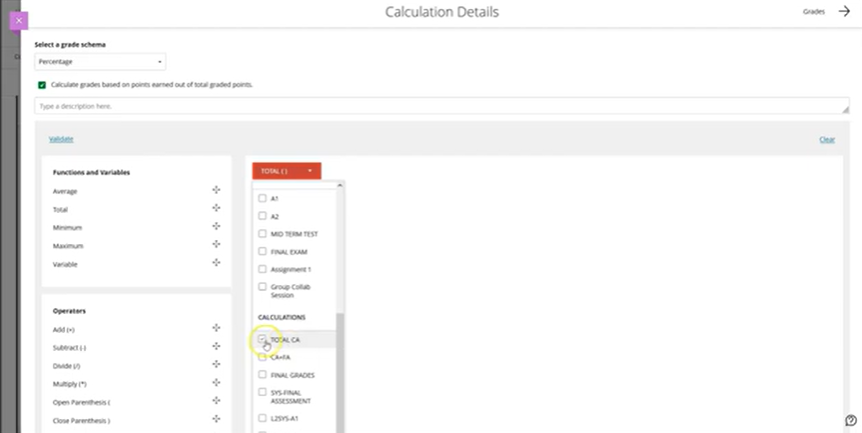 Calculation Details
Grades
Select a grade schema
Percentage
Calculate grades based on points earned out of total graded points.
Type a description here.
Validate
Clear
Functions and Variables
Average
Total
Minimum
Maximum
Variable
Operators
Add (+)
Subtract (-)
Divide (/)
Multiply (*)
Open Parenthesis (
Close Parenthesis )
TOTAL ( )
A1
A2
MID TERM TEST
FINAL EXAM
Assignment 1
Group Collab
Session
CALCULATIONS
TOTAL CA
CA+FA
FINAL GRADES
SYS-FINAL
ASSESSMENT
L2SYS-A1